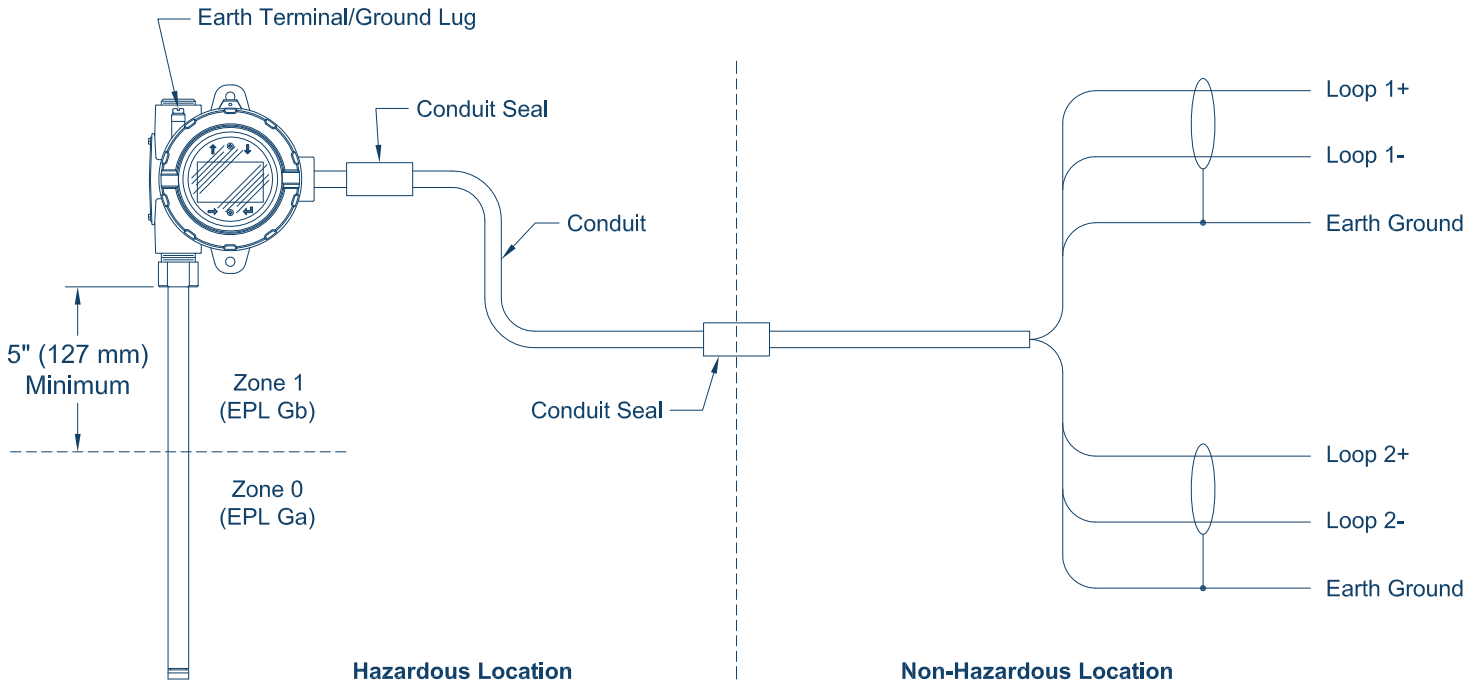 Earth Terminal/Ground Lug
Conduit Seal
Conduit
5" (127 mm)
Minimum
Zone 1
(EPL Gb)
Zone 0
(EPL Ga)
Conduit Seal
Hazardous Location
Non-Hazardous Location
Loop 1+
Loop 1-
Earth Ground
Loop 2+
Loop 2-
Earth Ground